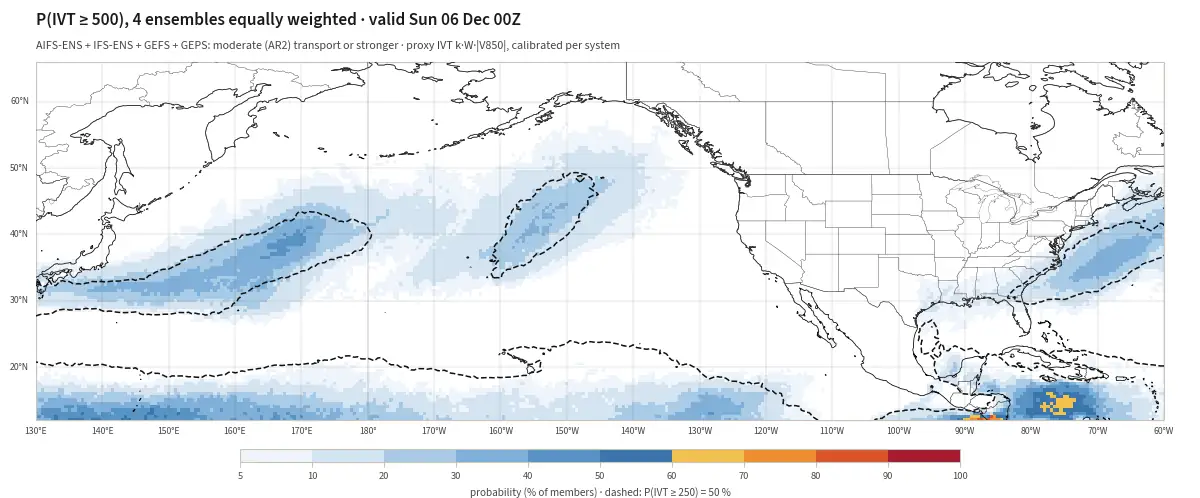 P(IVT ≥ 500), 4 ensembles equally weighted · valid Sun 06 Dec 00Z
AIFS-ENS + IFS-ENS + GEFS + GEPS: moderate (AR2) transport or stronger · proxy IVT k·W·|V850|, calibrated per system
60°N
50°N
40°N
30°N
20°N
130°E 140°E 150°E 160°E 170°E 180° 170°W 160°W 150°W 140°W 130°W 120°W 110°W 100°W 90°W 80°W 70°W 60°W
5 10 20 30 40 50 60 70 80 90 100
probability (% of members) · dashed: P(IVT ≥ 250) = 50 %